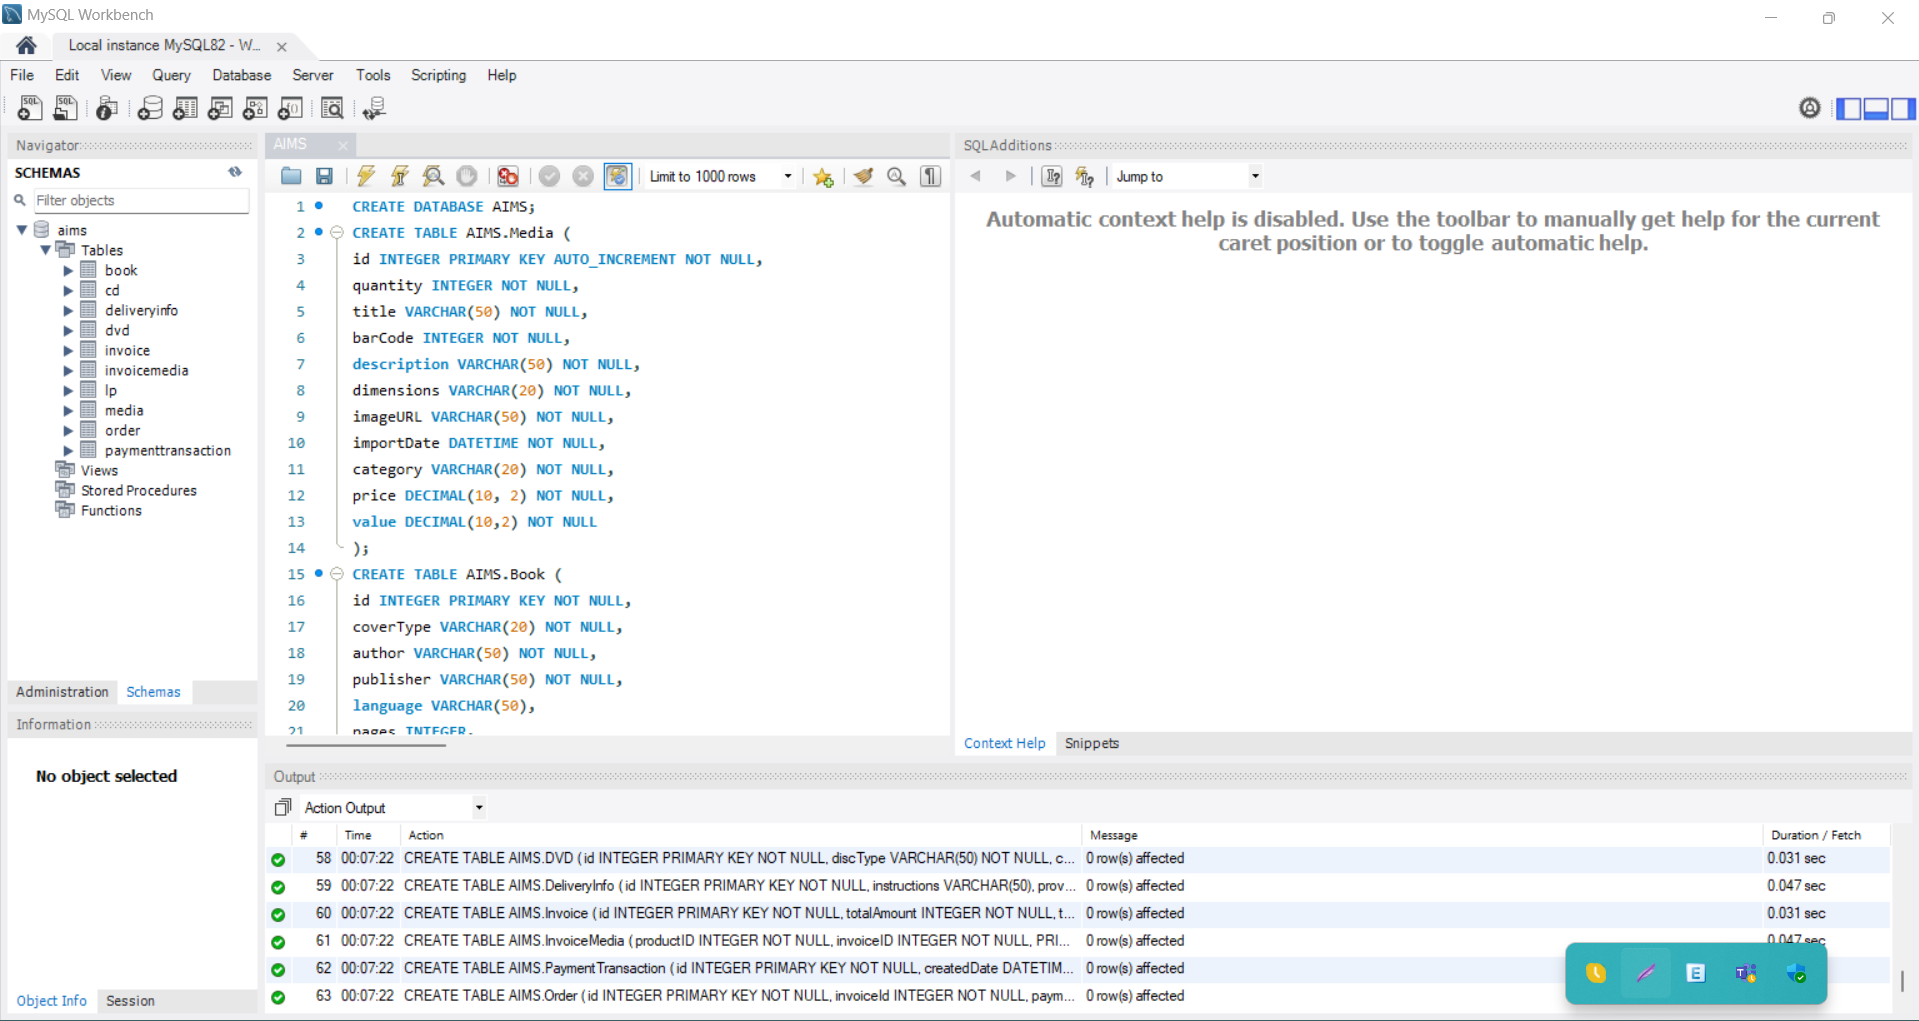 MySQL Workbench
Local instance MySQL82 - W...
File Edit View Query Database Server Tools Scripting Help
Navigator
SCHEMAS
Filter objects
aims
Tables
book
cd
deliveryinfo
dvd
invoice
invoicemedia
lp
media
order
paymenttransaction
Views
Stored Procedures
Functions
Administration Schemas
Information
No object selected
Object Info Session
AIMS
Limit to 1000 rows
1 CREATE DATABASE AIMS;
2 CREATE TABLE AIMS.Media (
3 id INTEGER PRIMARY KEY AUTO_INCREMENT NOT NULL,
4 quantity INTEGER NOT NULL,
5 title VARCHAR(50) NOT NULL,
6 barCode INTEGER NOT NULL,
7 description VARCHAR(50) NOT NULL,
8 dimensions VARCHAR(20) NOT NULL,
9 imageURL VARCHAR(50) NOT NULL,
10 importDate DATETIME NOT NULL,
11 category VARCHAR(20) NOT NULL,
12 price DECIMAL(10, 2) NOT NULL,
13 value DECIMAL(10,2) NOT NULL
14 );
15 CREATE TABLE AIMS.Book (
16 id INTEGER PRIMARY KEY NOT NULL,
17 coverType VARCHAR(20) NOT NULL,
18 author VARCHAR(50) NOT NULL,
19 publisher VARCHAR(50) NOT NULL,
20 language VARCHAR(50),
21 pages INTEGER,
SQLAdditions
Jump to
Automatic context help is disabled. Use the toolbar to manually get help for the current
caret position or to toggle automatic help.
Context Help Snippets
Output
Action Output
# Time Action Message Duration / Fetch
58 00:07:22 CREATE TABLE AIMS.DVD ( id INTEGER PRIMARY KEY NOT NULL, discType VARCHAR(50) NOT NULL, c... 0 row(s) affected 0.031 sec
59 00:07:22 CREATE TABLE AIMS.DeliveryInfo ( id INTEGER PRIMARY KEY NOT NULL, instructions VARCHAR(50), prov... 0 row(s) affected 0.047 sec
60 00:07:22 CREATE TABLE AIMS.Invoice ( id INTEGER PRIMARY KEY NOT NULL, totalAmount INTEGER NOT NULL, t... 0 row(s) affected 0.031 sec
61 00:07:22 CREATE TABLE AIMS.InvoiceMedia ( productID INTEGER NOT NULL, invoiceID INTEGER NOT NULL, PRI... 0 row(s) affected 0.047 sec
62 00:07:22 CREATE TABLE AIMS.PaymentTransaction ( id INTEGER PRIMARY KEY NOT NULL, createdDate DATETIM... 0 row(s) affected
63 00:07:22 CREATE TABLE AIMS.Order ( id INTEGER PRIMARY KEY NOT NULL, invoiceId INTEGER NOT NULL, paym... 0 row(s) affected